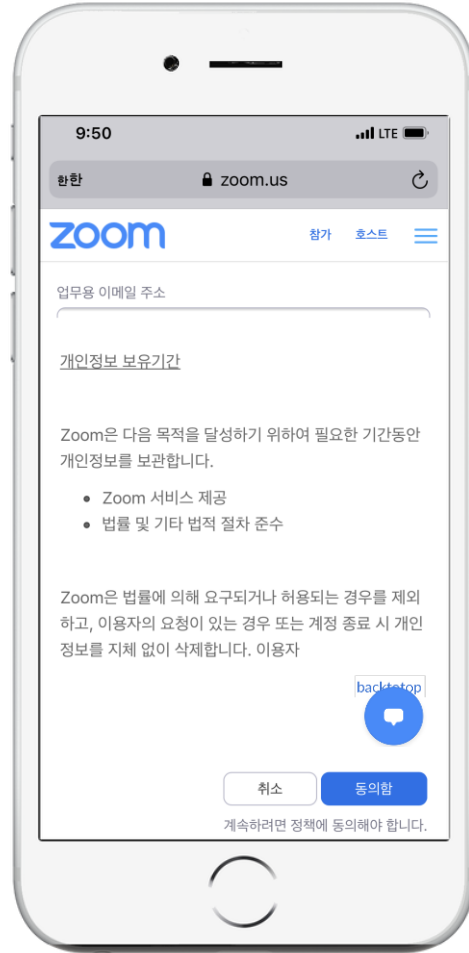 9:50
LTE
한한
zoom.us
zoom
참가
호스트
업무용 이메일 주소
개인정보 보유기간
Zoom은 다음 목적을 달성하기 위하여 필요한 기간동안
개인정보를 보관합니다.
• Zoom 서비스 제공
• 법률 및 기타 법적 절차 준수
Zoom은 법률에 의해 요구되거나 허용되는 경우를 제외
하고, 이용자의 요청이 있는 경우 또는 계정 종료 시 개인
정보를 지체 없이 삭제합니다. 이용자
backtotop
취소
동의함
계속하려면 정책에 동의해야 합니다.